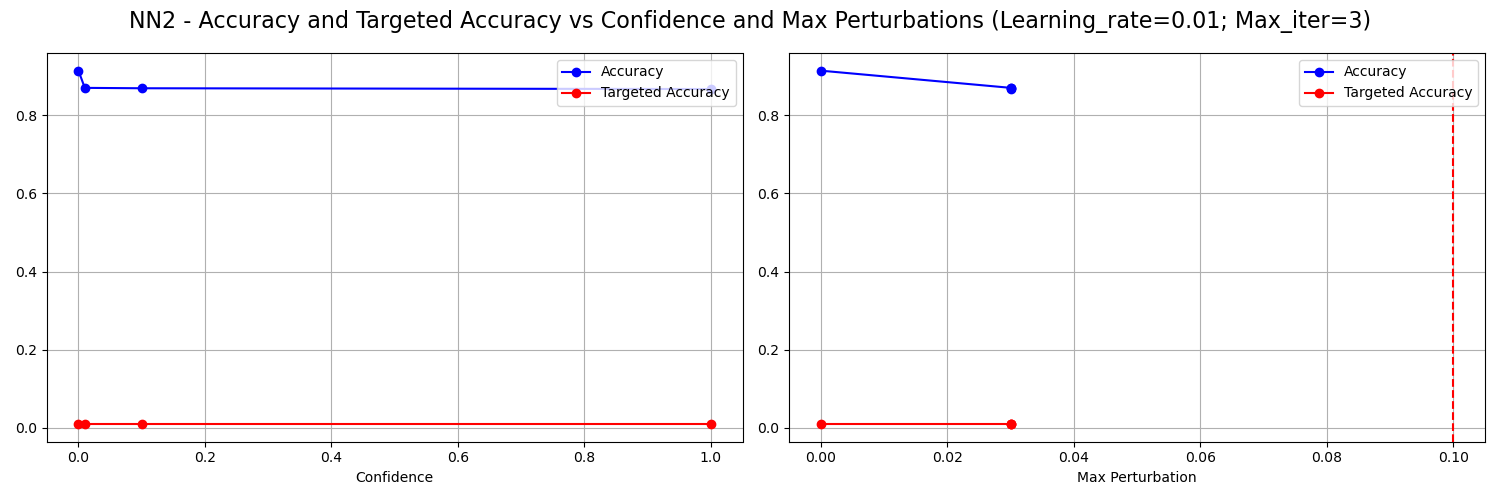 NN2 - Accuracy and Targeted Accuracy vs Confidence and Max Perturbations (Learning_rate=0.01; Max_iter=3)
Accuracy
Targeted Accuracy
0.8
0.6
0.4
0.2
0.0
0.0 0.2 0.4 0.6 0.8 1.0
Confidence
Accuracy
Targeted Accuracy
0.8
0.6
0.4
0.2
0.0
0.00 0.02 0.04 0.06 0.08 0.10
Max Perturbation